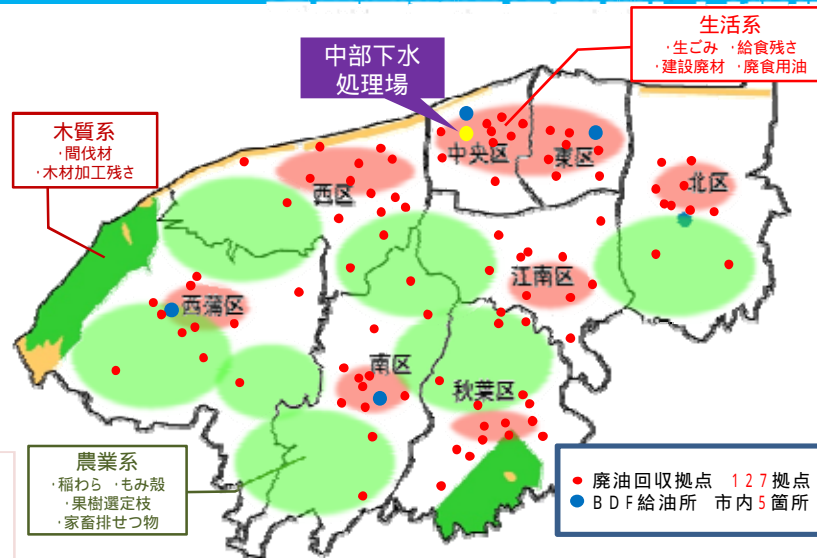 生活系
・生ごみ ・給食残さ
・建設廃材 ・廃食用油
中部下水
処理場
木質系
・間伐材
・木材加工残さ
中央区
東区
北区
西区
江南区
西蒲区
南区
秋葉区
農業系
・稲わら ・もみ殻
・果樹選定枝
・家畜排せつ物
廃油回収拠点 127拠点
BDF給油所 市内5箇所